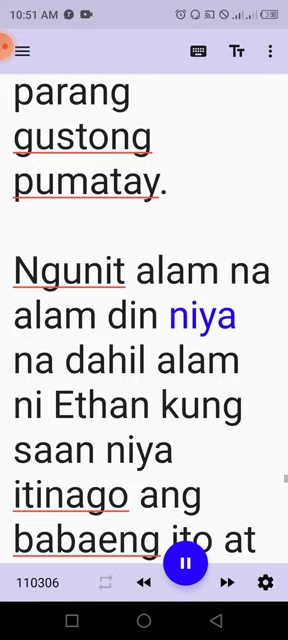 10:51 AM
parang
gustong
pumatay.
Ngunit alam na
alam din niya
na dahil alam
ni Ethan kung
saan niya
itinago ang
babaeng ito at
110306